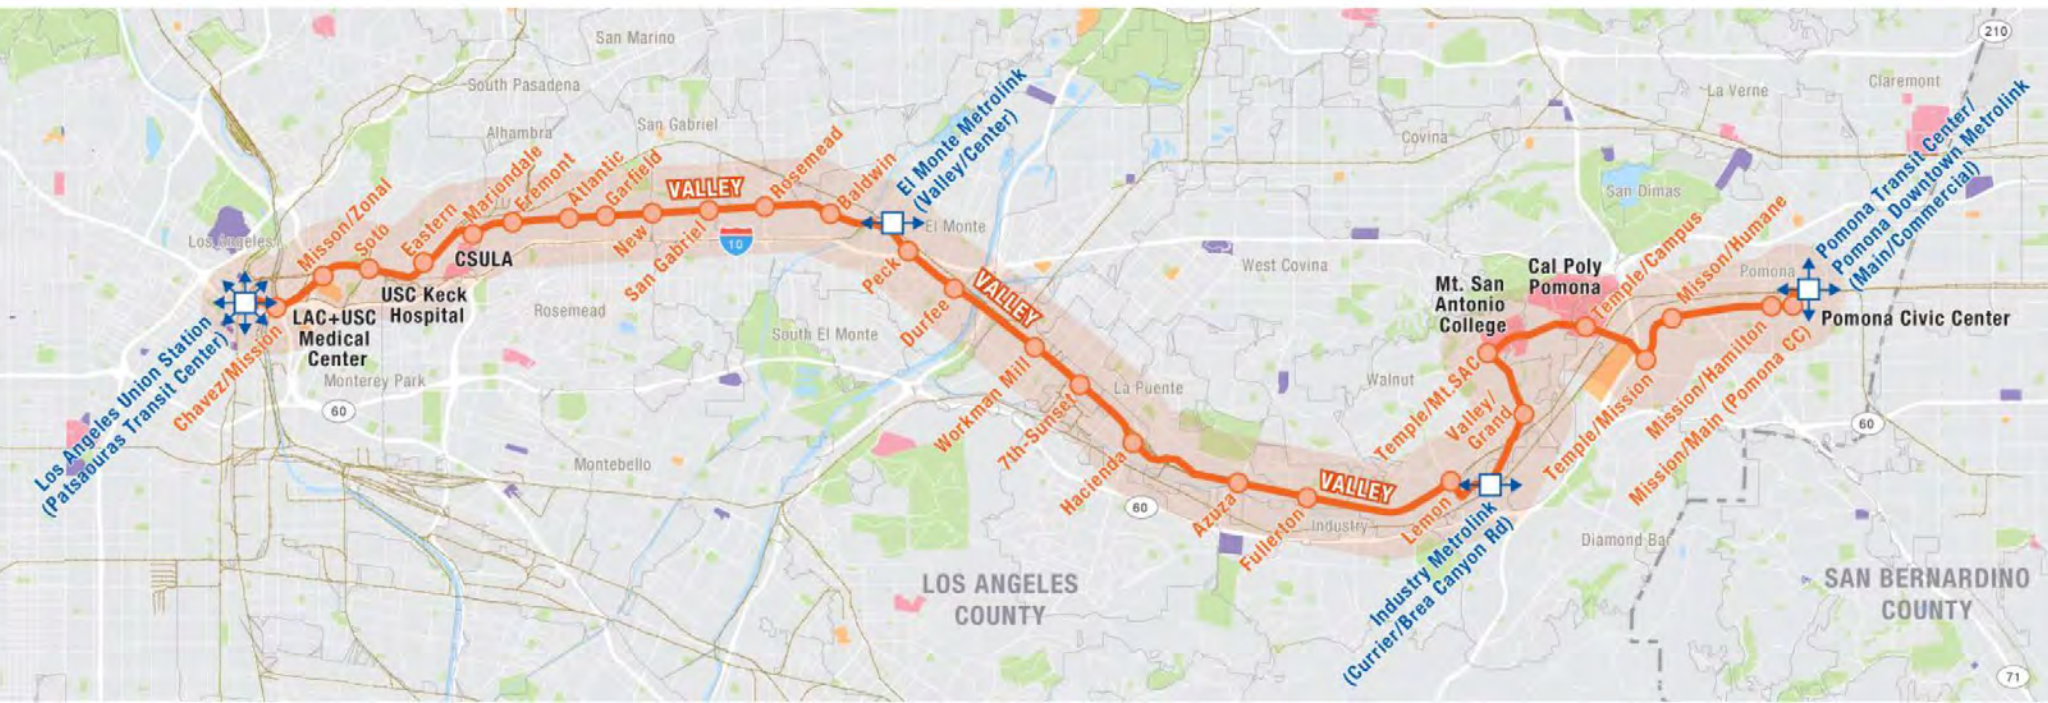 210
San Marino
Claremont
South Pasadena
La Verne
El Monte Metrolink
(Valley/Center)
Pomona Transit Center/
Pomona Downtown Metrolink
(Main/Commercial)
Alhambra
San Gabriel
Covina
Rosemead
Baldwin
Mariondale
Fremont
Atlantic
Garfield
VALLEY
San Dimas
Misson/Zonal
Soto
Eastern
Los Angeles
New
San Gabriel
10
El Monte
CSULA
Temple/Campus
Misson/Humane
West Covina
Cal Poly
Pomona
Pomona
Peck
VALLEY
Mt. San
Antonio
College
USC Keck
Hospital
LAC+USC
Medical
Center
Rosemead
Durfee
South El Monte
Pomona Civic Center
Los Angeles Union Station
(Patsaouras Transit Center)
Chavez/Mission
Monterey Park
60
La Puente
Walnut
Workman Mill
7th-Sunset
Temple/Mt.SAC
Valley/
Grand
Temple/Mission
Mission/Hamilton
Mission/Main (Pomona CC)
60
Montebello
Hacienda
VALLEY
60
Azuza
Fullerton
Lemon
Industry
Industry Metrolink
(Currier/Brea Canyon Rd)
Diamond Bar
LOS ANGELES
COUNTY
SAN BERNARDINO
COUNTY
71